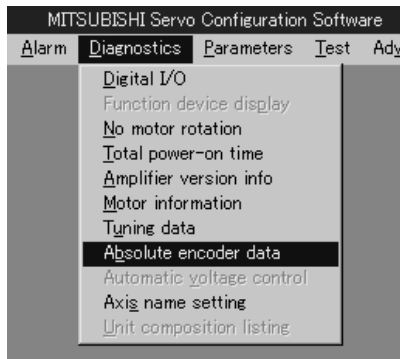 MITSUBISHI Servo Configuration Software
Alarm Diagnostics Parameters Test Adv
Digital I/O
Function device display
No motor rotation
Total power-on time
Amplifier version info
Motor information
Tuning data
Absolute encoder data
Automatic voltage control
Axis name setting
Unit composition listing